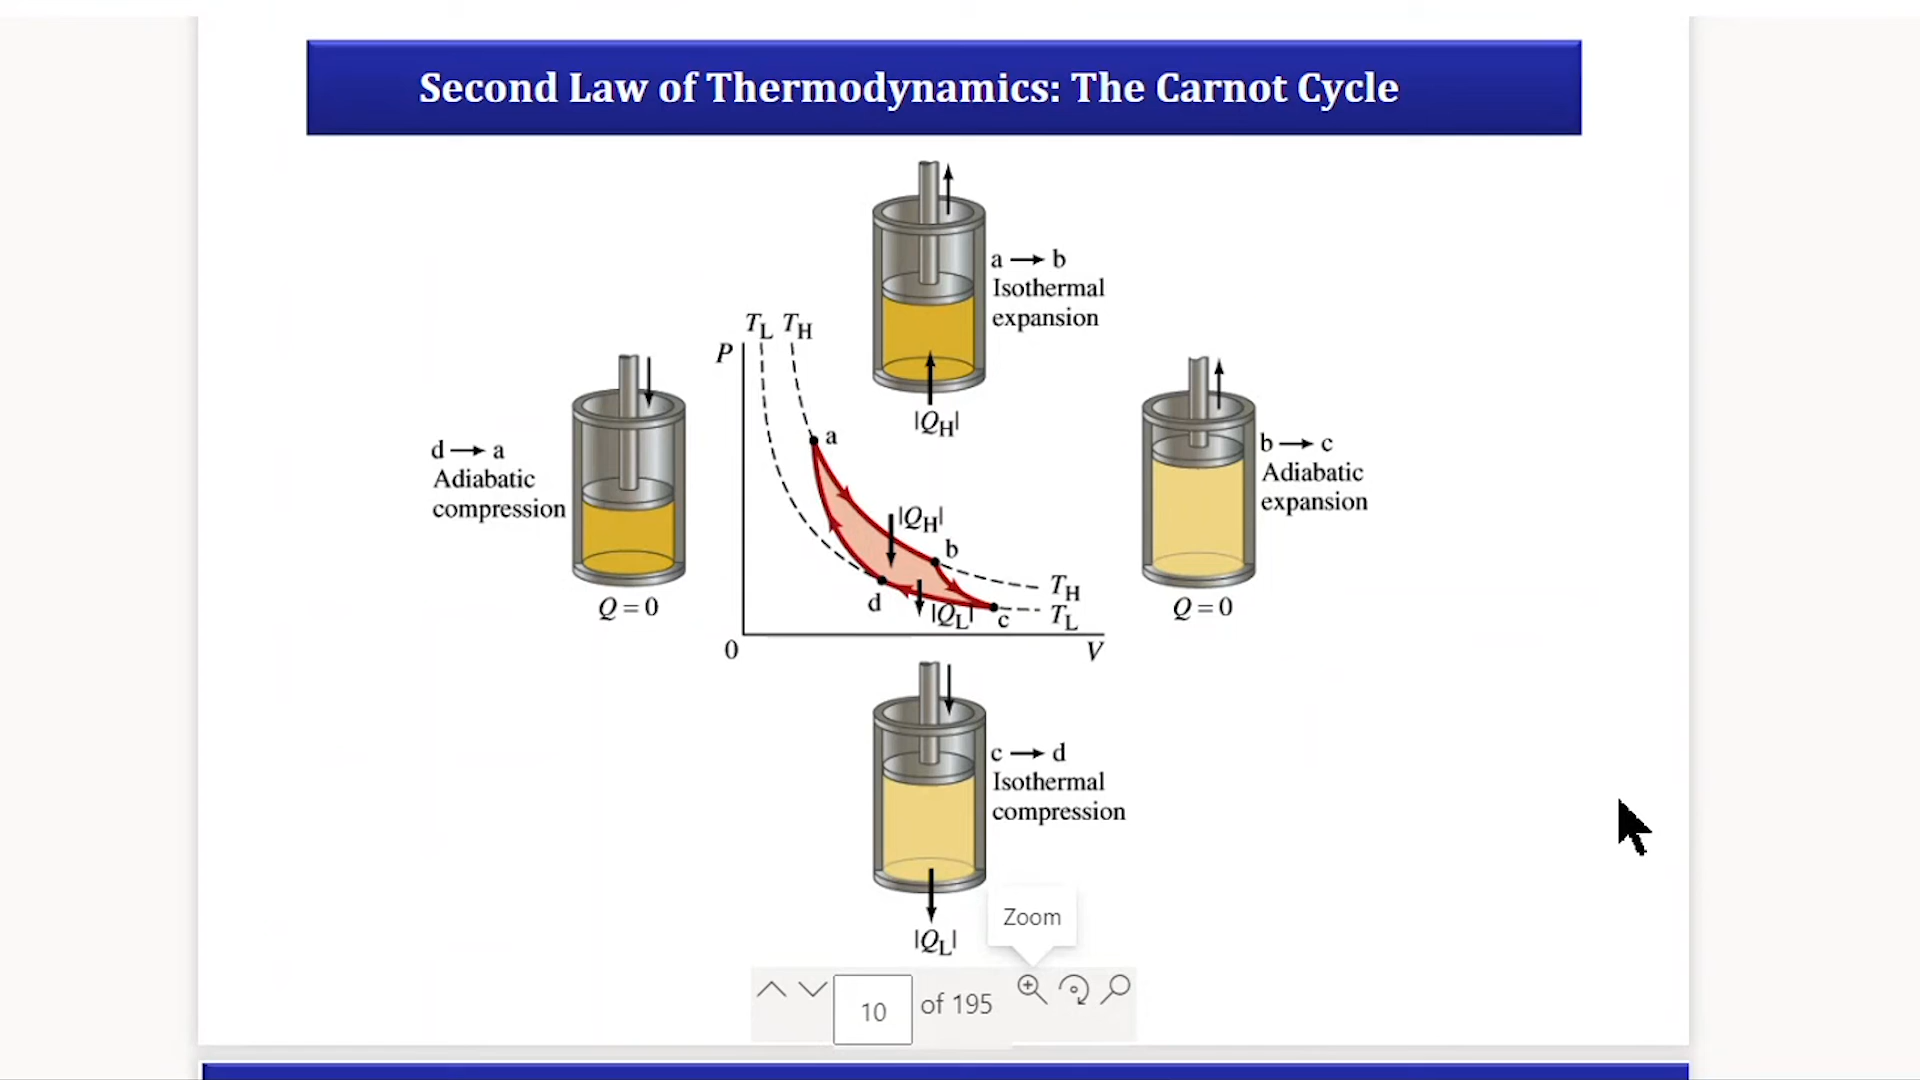 Second Law of Thermodynamics: The Carnot Cycle
a → b
Isothermal
expansion
|Q_H|
d → a
Adiabatic
compression
Q = 0
T_L T_H
P
a
|Q_H|
b
T_H
d
|Q_L|
c
T_L
0
V
b → c
Adiabatic
expansion
Q = 0
c → d
Isothermal
compression
|Q_L|
Zoom
10 of 195